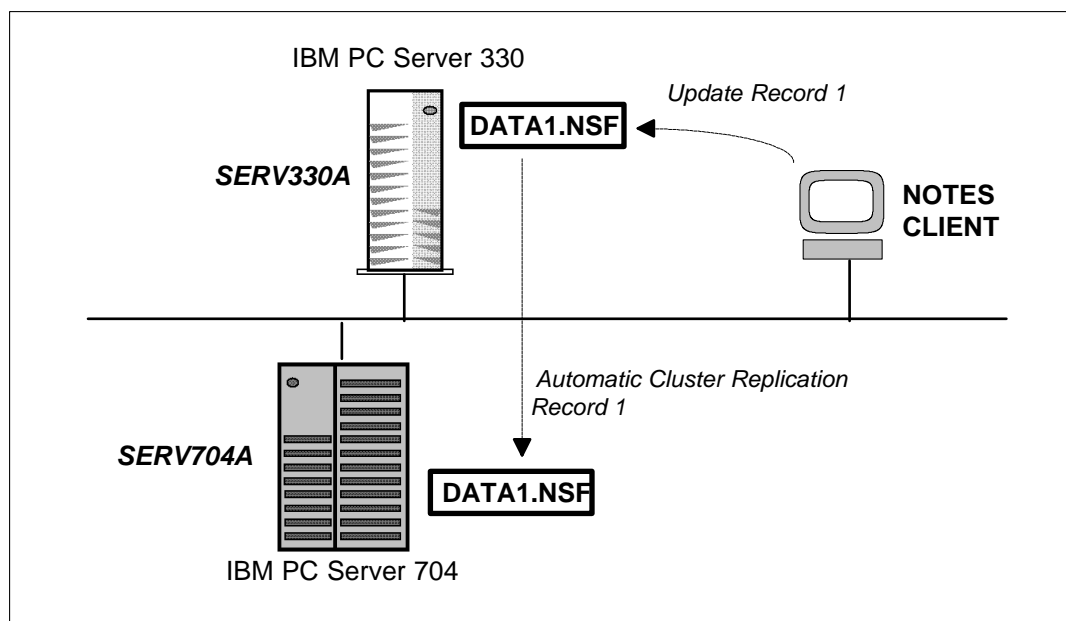 IBM PC Server 330
Update Record 1
DATA1.NSF
SERV330A
NOTES
CLIENT
Automatic Cluster Replication
Record 1
SERV704A
DATA1.NSF
IBM PC Server 704